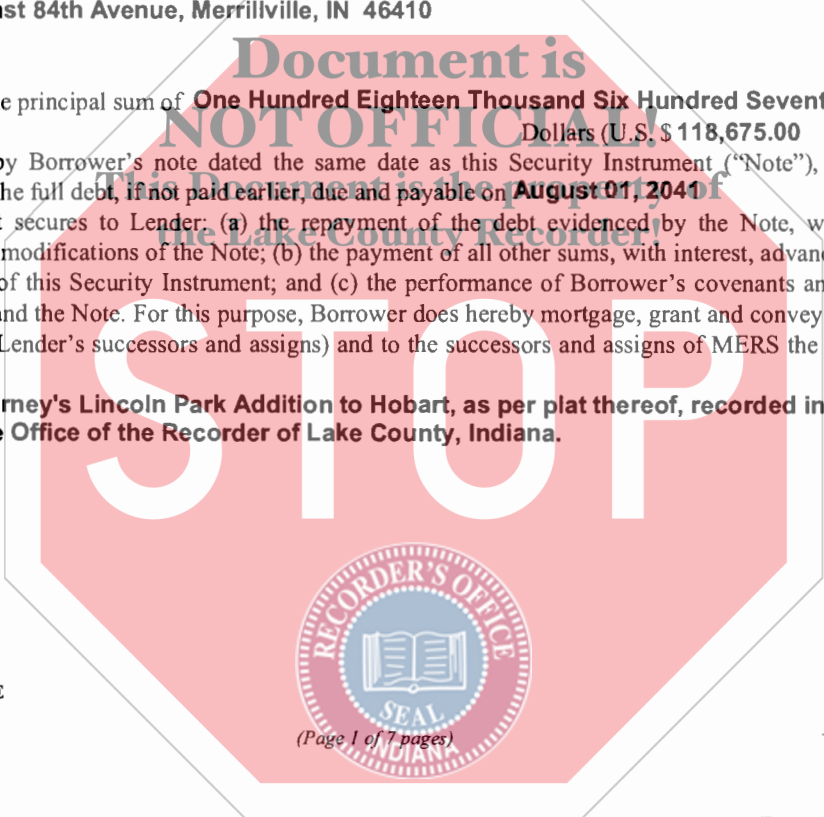 ast 84th Avenue, Merrillville, IN 46410
Document is
e principal sum of One Hundred Eighteen Thousand Six Hundred Sevent
NOT OFFICIAL!
Dollars (U.S. $ 118,675.00
by Borrower's note dated the same date as this Security Instrument (“Note”),
This Document is the property of
he full debt, if not paid earlier, due and payable on August 01, 2041
t secures to Lender: (a) the repayment of the debt evidenced by the Note, w
the Lake County Recorder!
modifications of the Note; (b) the payment of all other sums, with interest, advan
of this Security Instrument; and (c) the performance of Borrower's covenants an
nd the Note. For this purpose, Borrower does hereby mortgage, grant and convey
Lender's successors and assigns) and to the successors and assigns of MERS the
rney's Lincoln Park Addition to Hobart, as per plat thereof, recorded in
e Office of the Recorder of Lake County, Indiana.
STOP
RECORDER'S OFFICE
SEAL
INDIANA
(Page 1 of 7 pages)